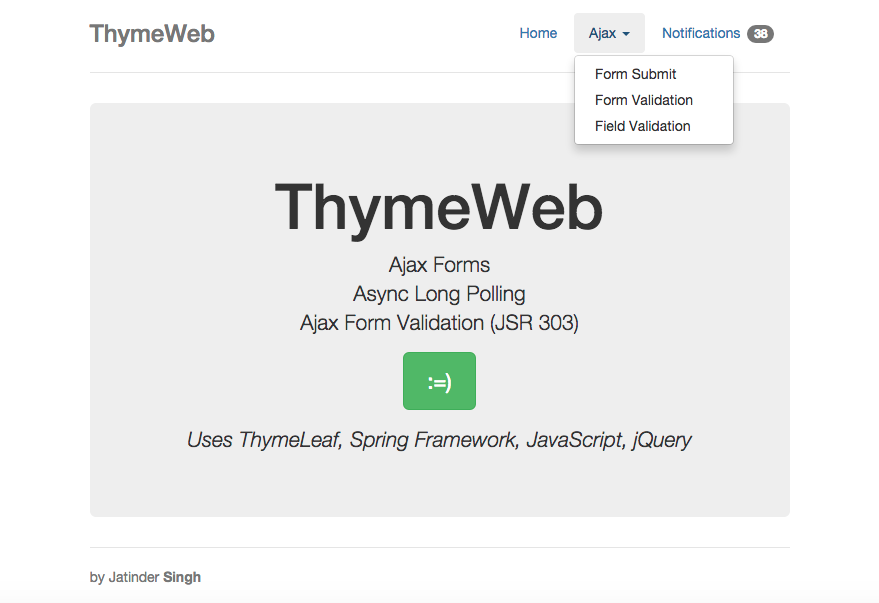 ThymeWeb
Home Ajax Notifications 38
Form Submit
Form Validation
Field Validation
ThymeWeb
Ajax Forms
Async Long Polling
Ajax Form Validation (JSR 303)
:=)
Uses ThymeLeaf, Spring Framework, JavaScript, jQuery
by Jatinder Singh